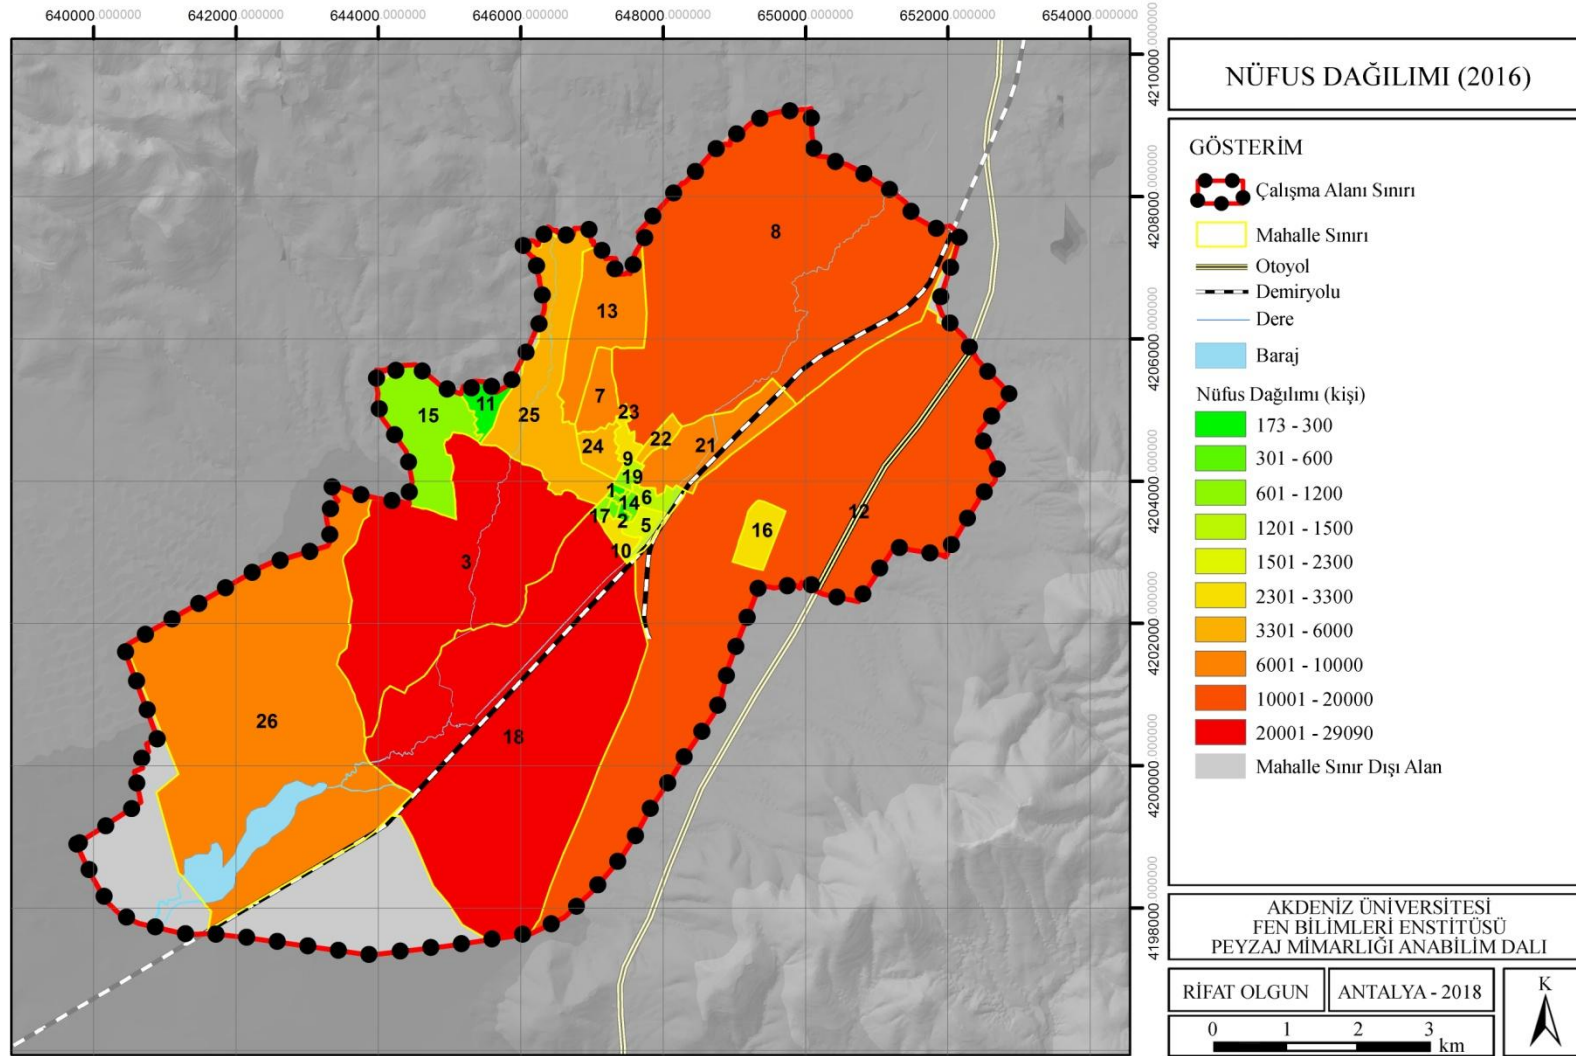 640000.000000 642000.000000 644000.000000 646000.000000 648000.000000 650000.000000 652000.000000 654000.000000
4210000.000000
4208000.000000
4206000.000000
4204000.000000
4202000.000000
4200000.000000
4198000.000000
8
13
7
11
15
25
23
24
22
21
9
19
1
6
14
17
2
5
10
16
12
3
26
18
NÜFUS DAĞILIMI (2016)
GÖSTERİM
Çalışma Alanı Sınırı
Mahalle Sınırı
Otoyol
Demiryolu
Dere
Baraj
Nüfus Dağılımı (kişi)
173 - 300
301 - 600
601 - 1200
1201 - 1500
1501 - 2300
2301 - 3300
3301 - 6000
6001 - 10000
10001 - 20000
20001 - 29090
Mahalle Sınır Dışı Alan
AKDENİZ ÜNİVERSİTESİ
FEN BİLİMLERİ ENSTİTÜSÜ
PEYZAJ MİMARLIĞI ANABİLİM DALI
RİFAT OLGUN
ANTALYA - 2018
K
0 1 2 3
km